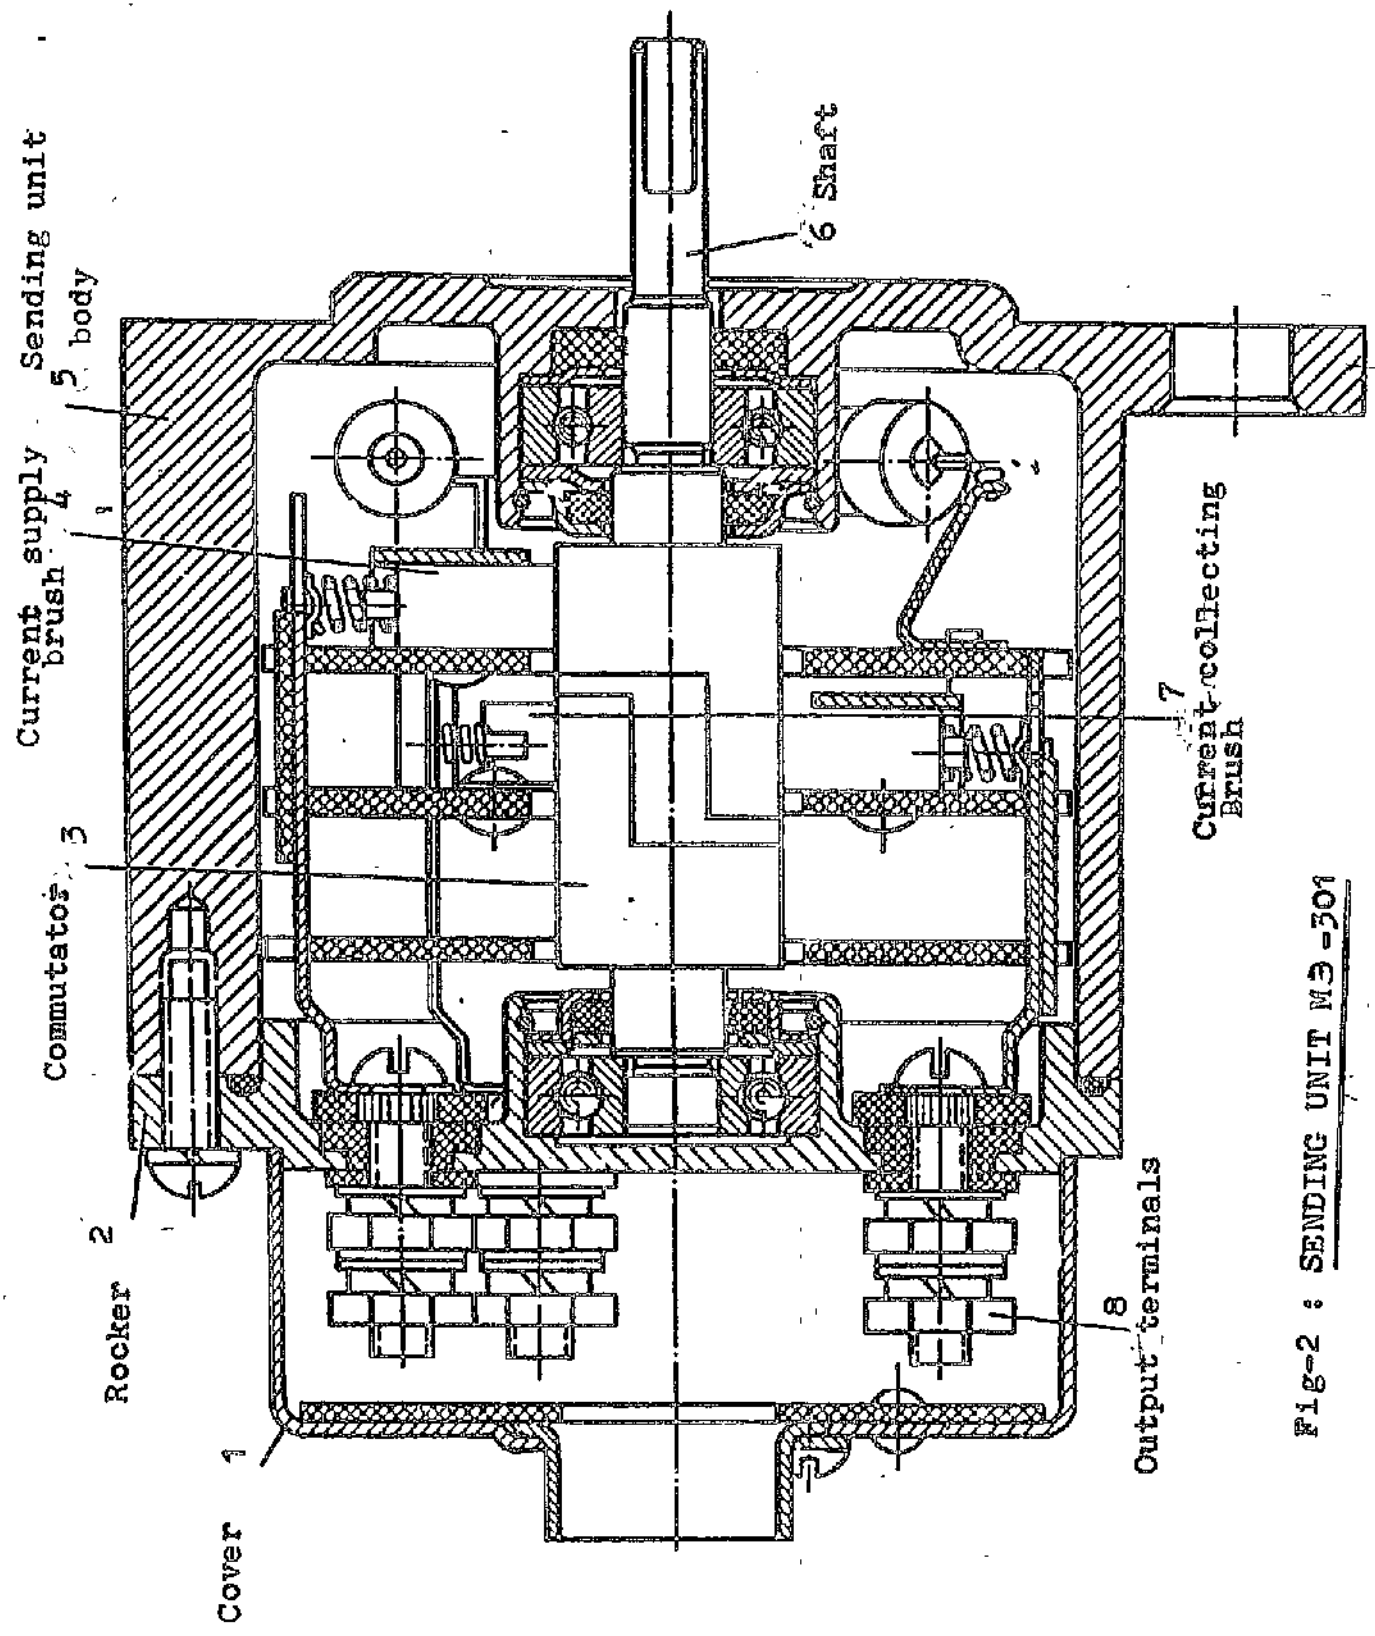 Cover 1
Rocker 2
Commutator 3
Current supply
brush 4
Sending unit
5 body
6 Shaft
7
Current collecting
Brush
8
Output terminals
Fig-2 : SENDING UNIT MЭ-301